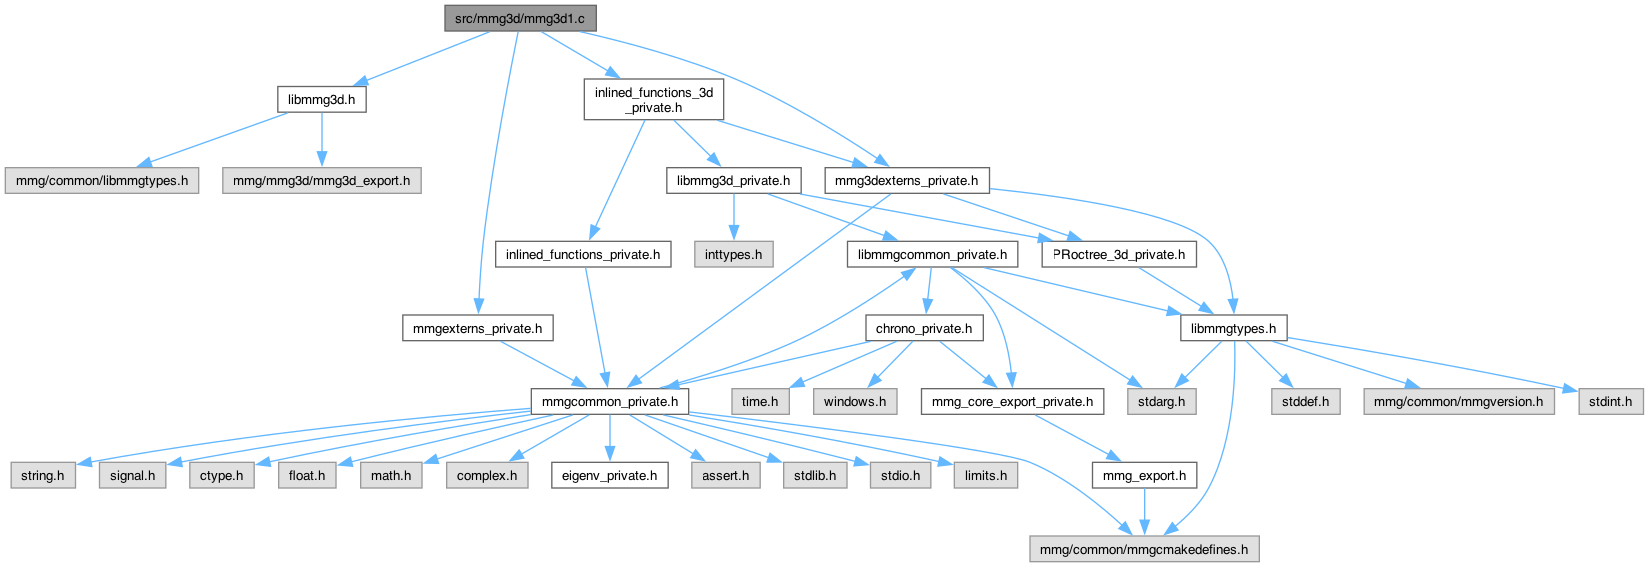 src/mmg3d/mmg3d1.c
libmmg3d.h
inlined_functions_3d
_private.h
mmg/common/libmmgtypes.h
mmg/mmg3d/mmg3d_export.h
libmmg3d_private.h
mmg3dexterns_private.h
inlined_functions_private.h
inttypes.h
libmmgcommon_private.h
PRoctree_3d_private.h
mmgexterns_private.h
chrono_private.h
libmmgtypes.h
mmgcommon_private.h
time.h
windows.h
mmg_core_export_private.h
stdarg.h
stddef.h
mmg/common/mmgversion.h
stdint.h
string.h
signal.h
ctype.h
float.h
math.h
complex.h
eigenv_private.h
assert.h
stdlib.h
stdio.h
limits.h
mmg_export.h
mmg/common/mmgcmakedefines.h